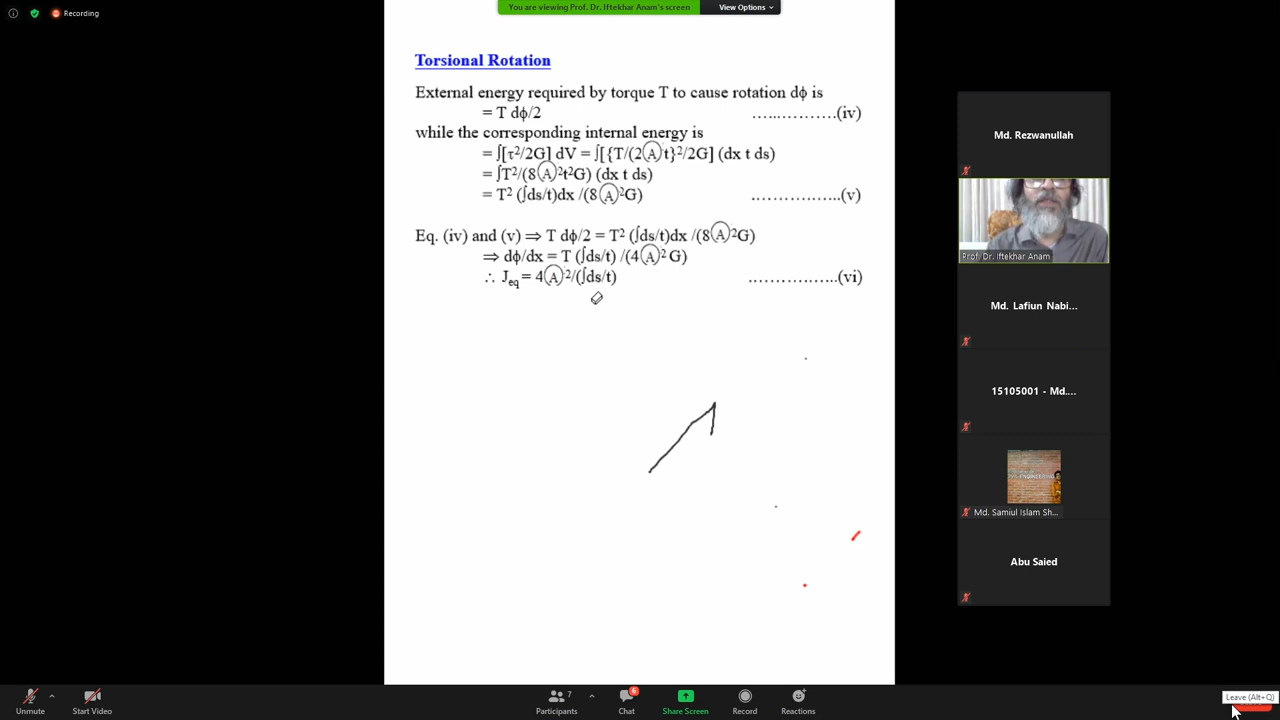 Recording
You are viewing Prof. Dr. Iftekhar Anam's screen
View Options
Torsional Rotation
External energy required by torque T to cause rotation dϕ is
= T dϕ/2 ……………(iv)
while the corresponding internal energy is
= ∫[τ²/2G] dV = ∫[{T/(2Ⓐt}²/2G] (dx t ds)
= ∫T²/(8Ⓐ²t²G) (dx t ds)
= T² (∫ds/t)dx /(8Ⓐ²G) ……………..(v)
Eq. (iv) and (v) ⇒ T dϕ/2 = T² (∫ds/t)dx /(8Ⓐ²G)
⇒ dϕ/dx = T (∫ds/t) /(4Ⓐ² G)
∴ Jeq = 4Ⓐ²/(∫ds/t) ……………..(vi)
Md. Rezwanullah
Prof. Dr. Iftekhar Anam
Md. Lafiun Nabi...
15105001 - Md....
CIVIL ENGINEERING
Md. Samiul Islam Sh...
Abu Saied
Leave (Alt+Q)
Unmute
Start Video
7
Participants
6
Chat
Share Screen
Record
Reactions